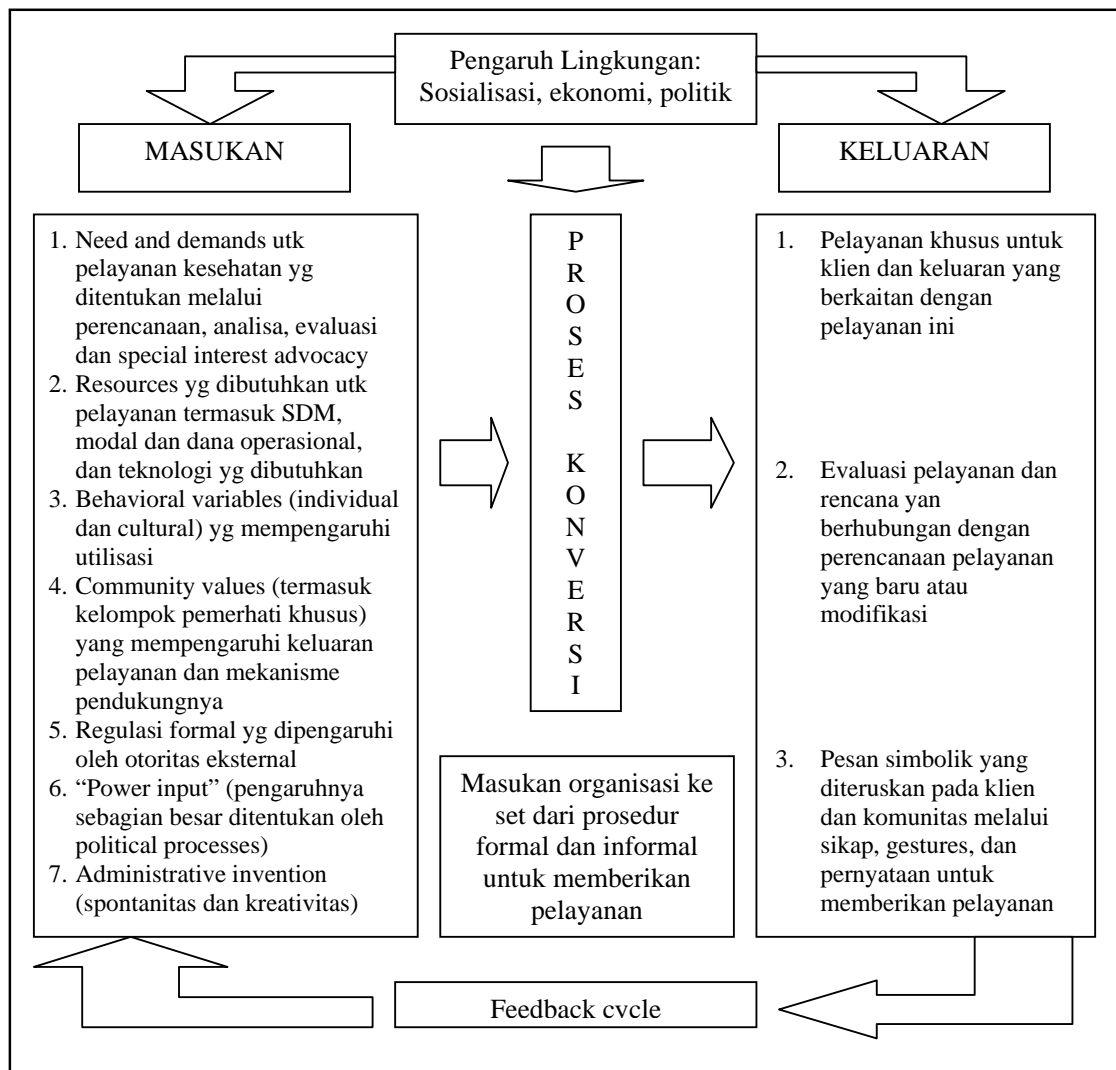 Pengaruh Lingkungan:
Sosialisasi, ekonomi, politik
MASUKAN
KELUARAN
1. Need and demands utk
pelayanan kesehatan yg
ditentukan melalui
perencanaan, analisa, evaluasi
dan special interest advocacy
2. Resources yg dibutuhkan utk
pelayanan termasuk SDM,
modal dan dana operasional,
dan teknologi yg dibutuhkan
3. Behavioral variables (individual
dan cultural) yg mempengaruhi
utilisasi
4. Community values (termasuk
kelompok pemerhati khusus)
yang mempengaruhi keluaran
pelayanan dan mekanisme
pendukungnya
5. Regulasi formal yg dipengaruhi
oleh otoritas eksternal
6. “Power input” (pengaruhnya
sebagian besar ditentukan oleh
political processes)
7. Administrative invention
(spontanitas dan kreativitas)
P
R
O
S
E
S
K
O
N
V
E
R
S
I
Masukan organisasi ke
set dari prosedur
formal dan informal
untuk memberikan
pelayanan
1. Pelayanan khusus untuk
klien dan keluaran yang
berkaitan dengan
pelayanan ini
2. Evaluasi pelayanan dan
rencana yan
berhubungan dengan
perencanaan pelayanan
yang baru atau
modifikasi
3. Pesan simbolik yang
diteruskan pada klien
dan komunitas melalui
sikap, gestures, dan
pernyataan untuk
memberikan pelayanan
Feedback cycle